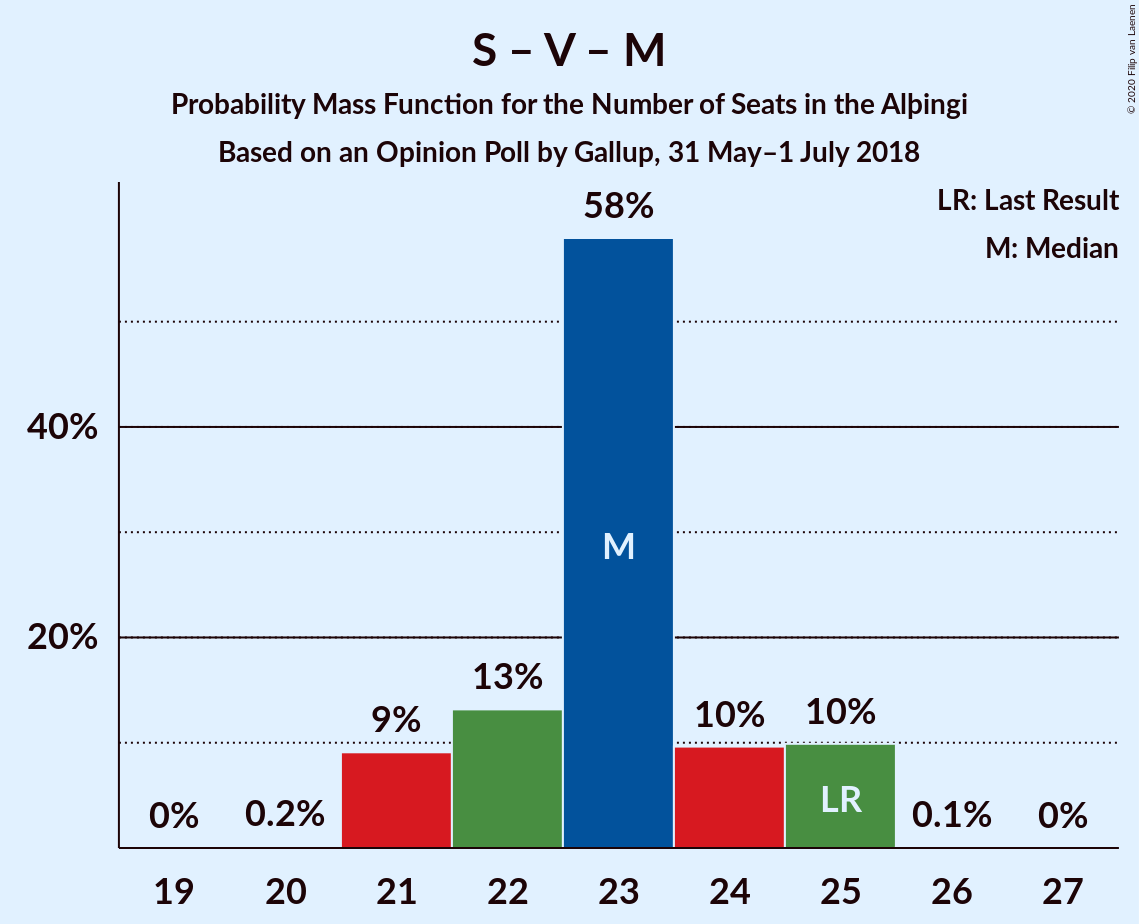 S – V – M
Probability Mass Function for the Number of Seats in the Alþingi
Based on an Opinion Poll by Gallup, 31 May–1 July 2018
© 2020 Filip van Laenen
LR: Last Result
M: Median
58%
40%
M
20%
13%
9%
10%
10%
LR
0%
0.2%
0.1%
0%
19 20 21 22 23 24 25 26 27